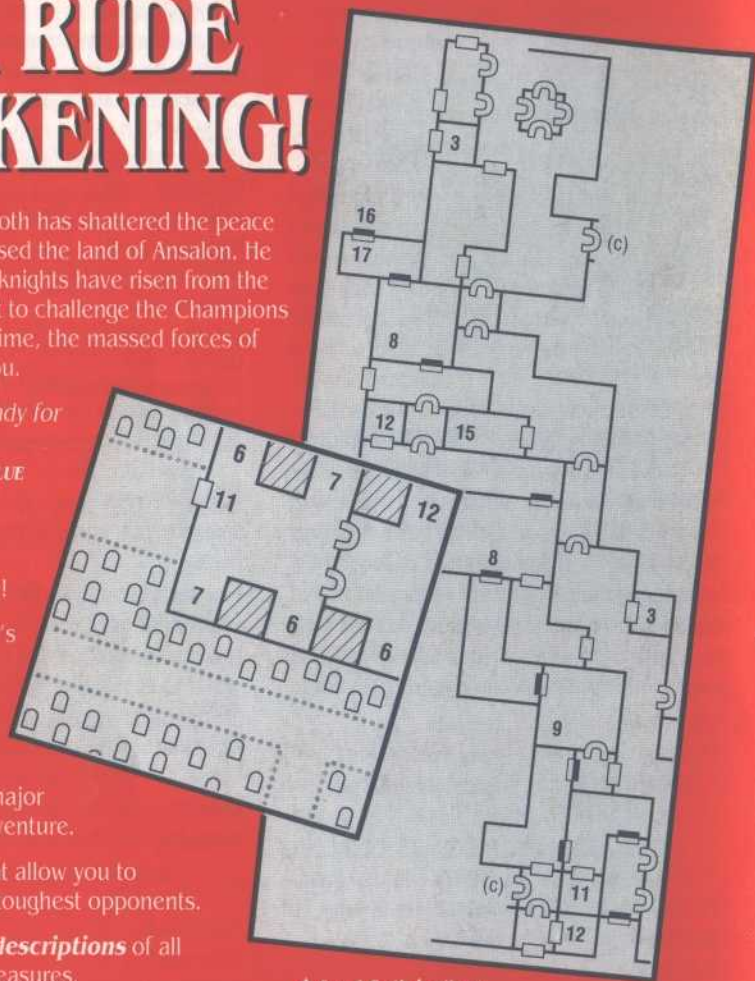 RUDE
KENING!
oth has shattered the peace
sed the land of Ansalon. He
knights have risen from the
t to challenge the Champions
ime, the massed forces of
u.
dy for
LUE
!
's
ajor
venture.
t allow you to
oughest opponents.
descriptions of all
easures.
3
16
(c)
17
8
12
15
6
7
12
11
7
6
6
8
3
9
(c)
11
12